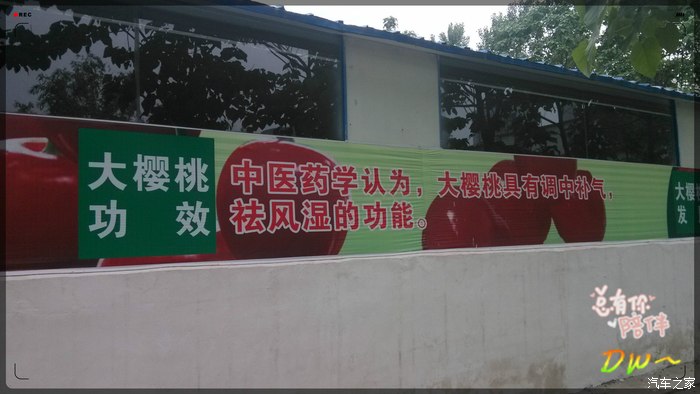 REC
大樱桃
功 效
中医药学认为，大樱桃具有调中补气，
祛风湿的功能。
大
发
总有你
陪伴
DW~
汽车之家